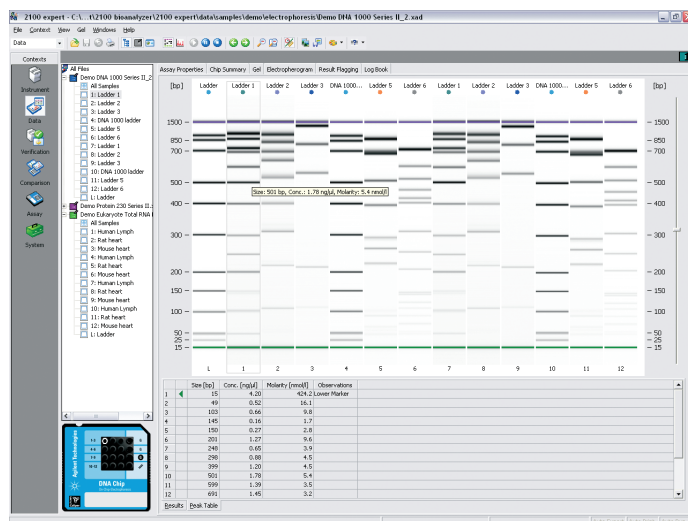 2100 expert - C:\...t\2100 bioanalyzer\2100 expert\data\samples\demo\electrophoresis\Demo DNA 1000 Series II_2.xad
File Context View Gel Windows Help
Data
Contexts
Instrument
Data
Verification
Comparison
Assay
System
All Files
Demo DNA 1000 Series II_2
All Samples
1: Ladder 1
2: Ladder 2
3: Ladder 3
4: DNA 1000 ladder
5: Ladder 5
6: Ladder 6
7: Ladder 1
8: Ladder 2
9: Ladder 3
10: DNA 1000 ladder
11: Ladder 5
12: Ladder 6
L: Ladder
Demo Protein 230 Series II.
Demo Eukaryote Total RNA
All Samples
1: Human Lymph
2: Rat heart
3: Mouse heart
4: Human Lymph
5: Rat heart
6: Mouse heart
7: Human Lymph
8: Rat heart
9: Mouse heart
10: Human Lymph
11: Rat heart
12: Mouse heart
L: Ladder
Agilent Technologies
DNA Chip
Assay Properties Chip Summary Gel Electropherogram Result Flagging Log Book
[bp] Ladder Ladder 1 Ladder 2 Ladder 3 DNA 1000... Ladder 5 Ladder 6 Ladder 1 Ladder 2 Ladder 3 DNA 1000... Ladder 5 Ladder 6 [bp]
1500 1500
850 850
700 700
500 500
Size: 501 bp, Conc.: 1.78 ng/µl, Molarity: 5.4 nmol/l
400 400
300 300
200 200
150 150
100 100
50 50
25 25
15 15
L 1 2 3 4 5 6 7 8 9 10 11 12
Size [bp] Conc. [ng/µl] Molarity [nmol/l] Observations
1 15 4.20 424.2 Lower Marker
2 49 0.52 16.1
3 103 0.66 9.8
4 145 0.16 1.7
5 150 0.27 2.8
6 201 1.27 9.6
7 248 0.65 3.9
8 298 0.88 4.5
9 399 1.20 4.5
10 501 1.78 5.4
11 599 1.39 3.5
12 691 1.45 3.2
Results Peak Table